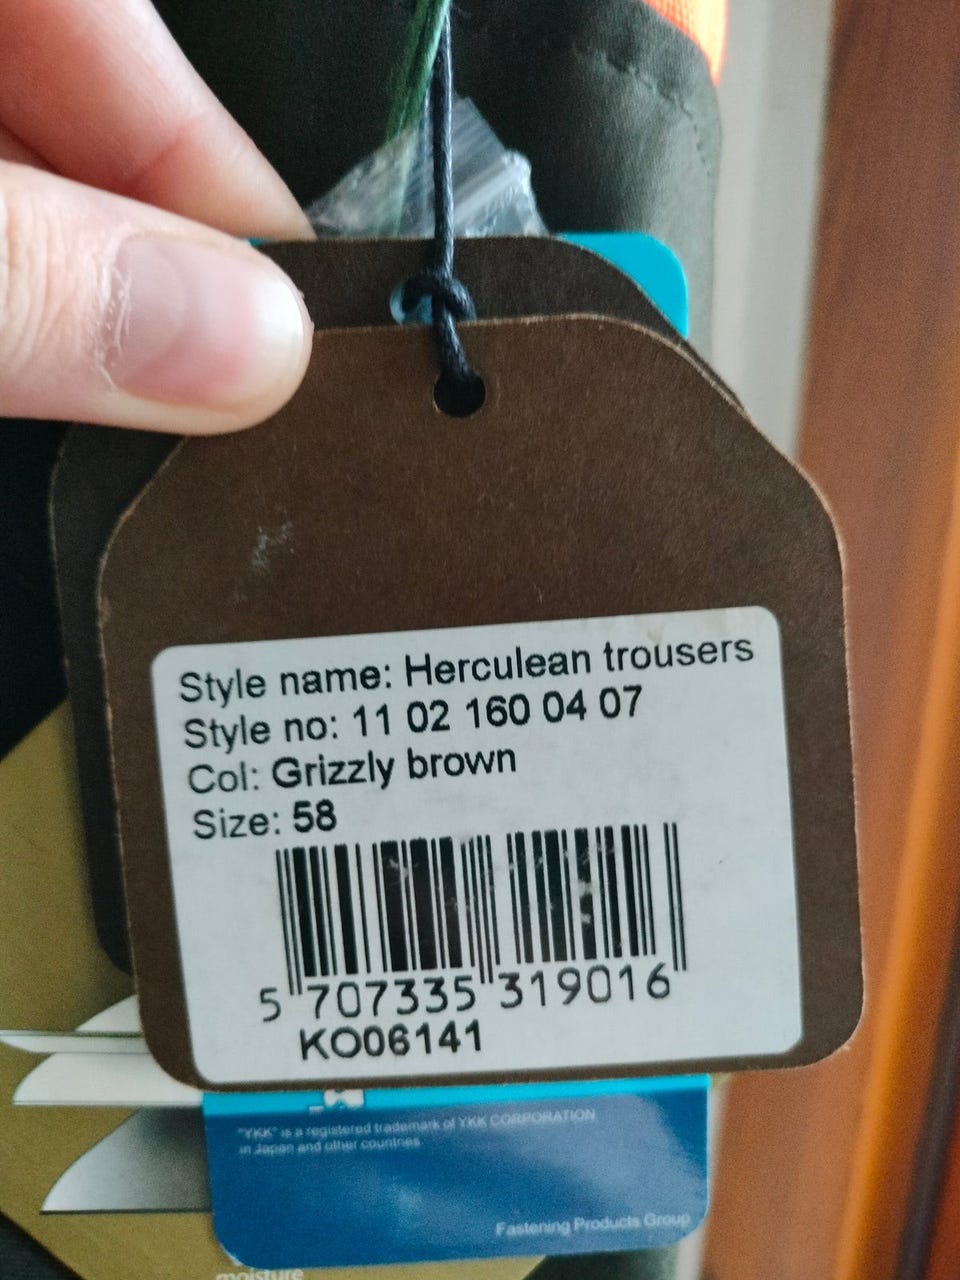 Style name: Herculean trousers
Style no: 11 02 160 04 07
Col: Grizzly brown
Size: 58
5 707335 319016
KO06141
"YKK" is a registered trademark of YKK CORPORATION
in Japan and other countries
Fastening Products Group
moisture